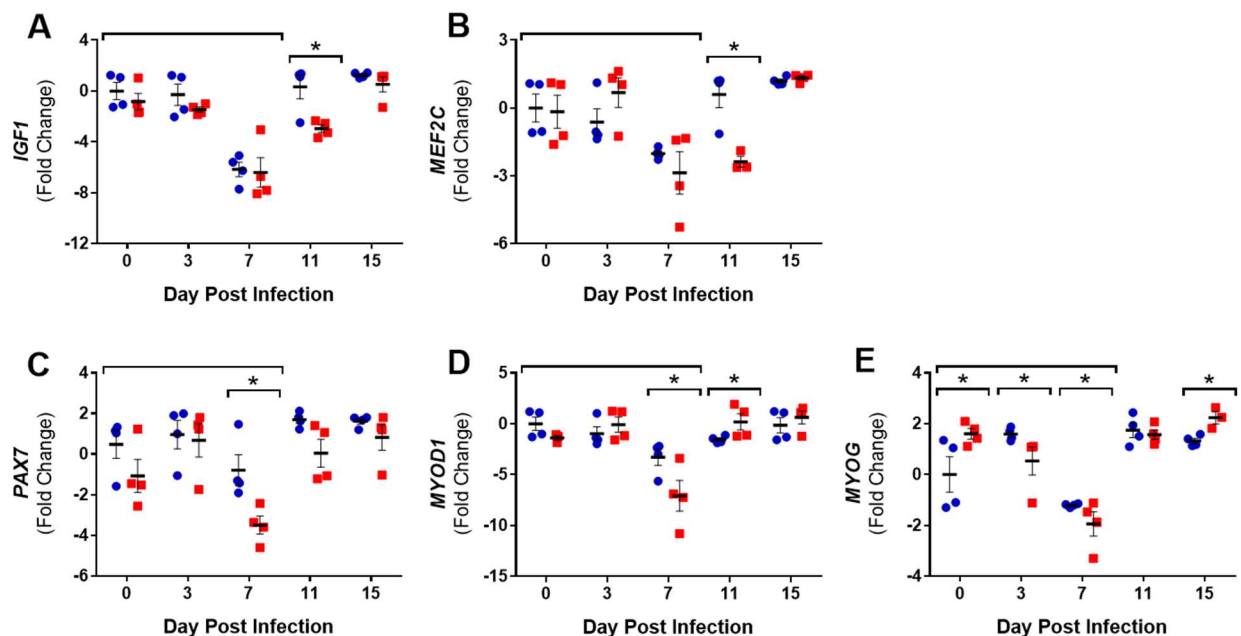 A
*
IGF1
(Fold Change)
4
0
-4
-8
-12
0 3 7 11 15
Day Post Infection
B
*
MEF2C
(Fold Change)
3
0
-3
-6
0 3 7 11 15
Day Post Infection
C
*
PAX7
(Fold Change)
4
2
0
-2
-4
-6
0 3 7 11 15
Day Post Infection
D
* *
MYOD1
(Fold Change)
5
0
-5
-10
-15
0 3 7 11 15
Day Post Infection
E
* * * *
MYOG
(Fold Change)
4
2
0
-2
-4
0 3 7 11 15
Day Post Infection